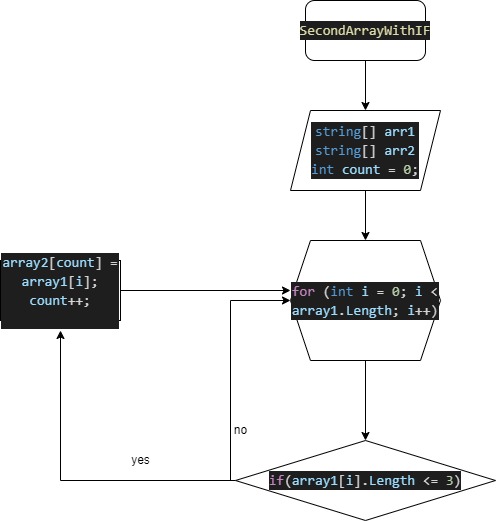 SecondArrayWithIF
string[] arr1
string[] arr2
int count = 0;
array2[count] =
array1[i];
count++;
for (int i = 0; i <
array1.Length; i++)
no
yes
if(array1[i].Length <= 3)